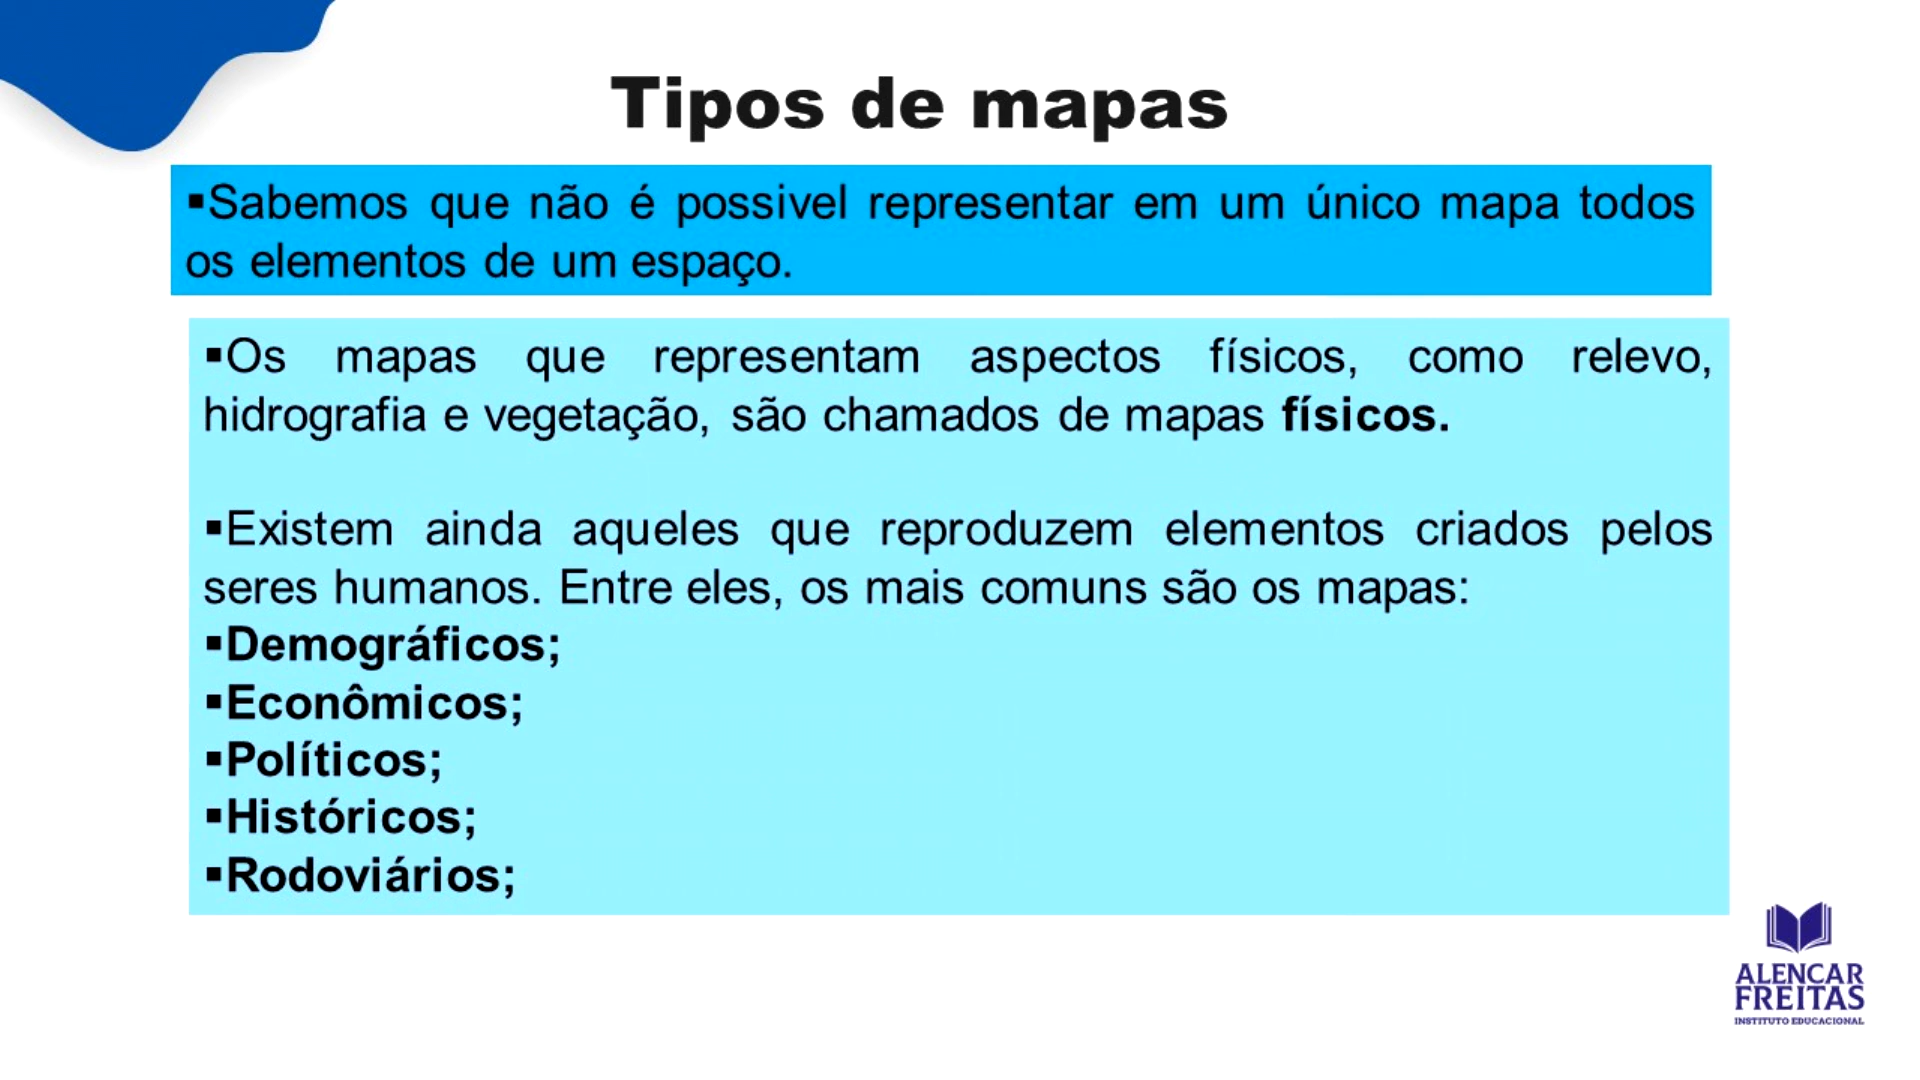 Tipos de mapas
▪Sabemos que não é possivel representar em um único mapa todos
os elementos de um espaço.
▪Os mapas que representam aspectos físicos, como relevo,
hidrografia e vegetação, são chamados de mapas físicos.
▪Existem ainda aqueles que reproduzem elementos criados pelos
seres humanos. Entre eles, os mais comuns são os mapas:
▪Demográficos;
▪Econômicos;
▪Políticos;
▪Históricos;
▪Rodoviários;
ALENCAR
FREITAS
INSTITUTO EDUCACIONAL